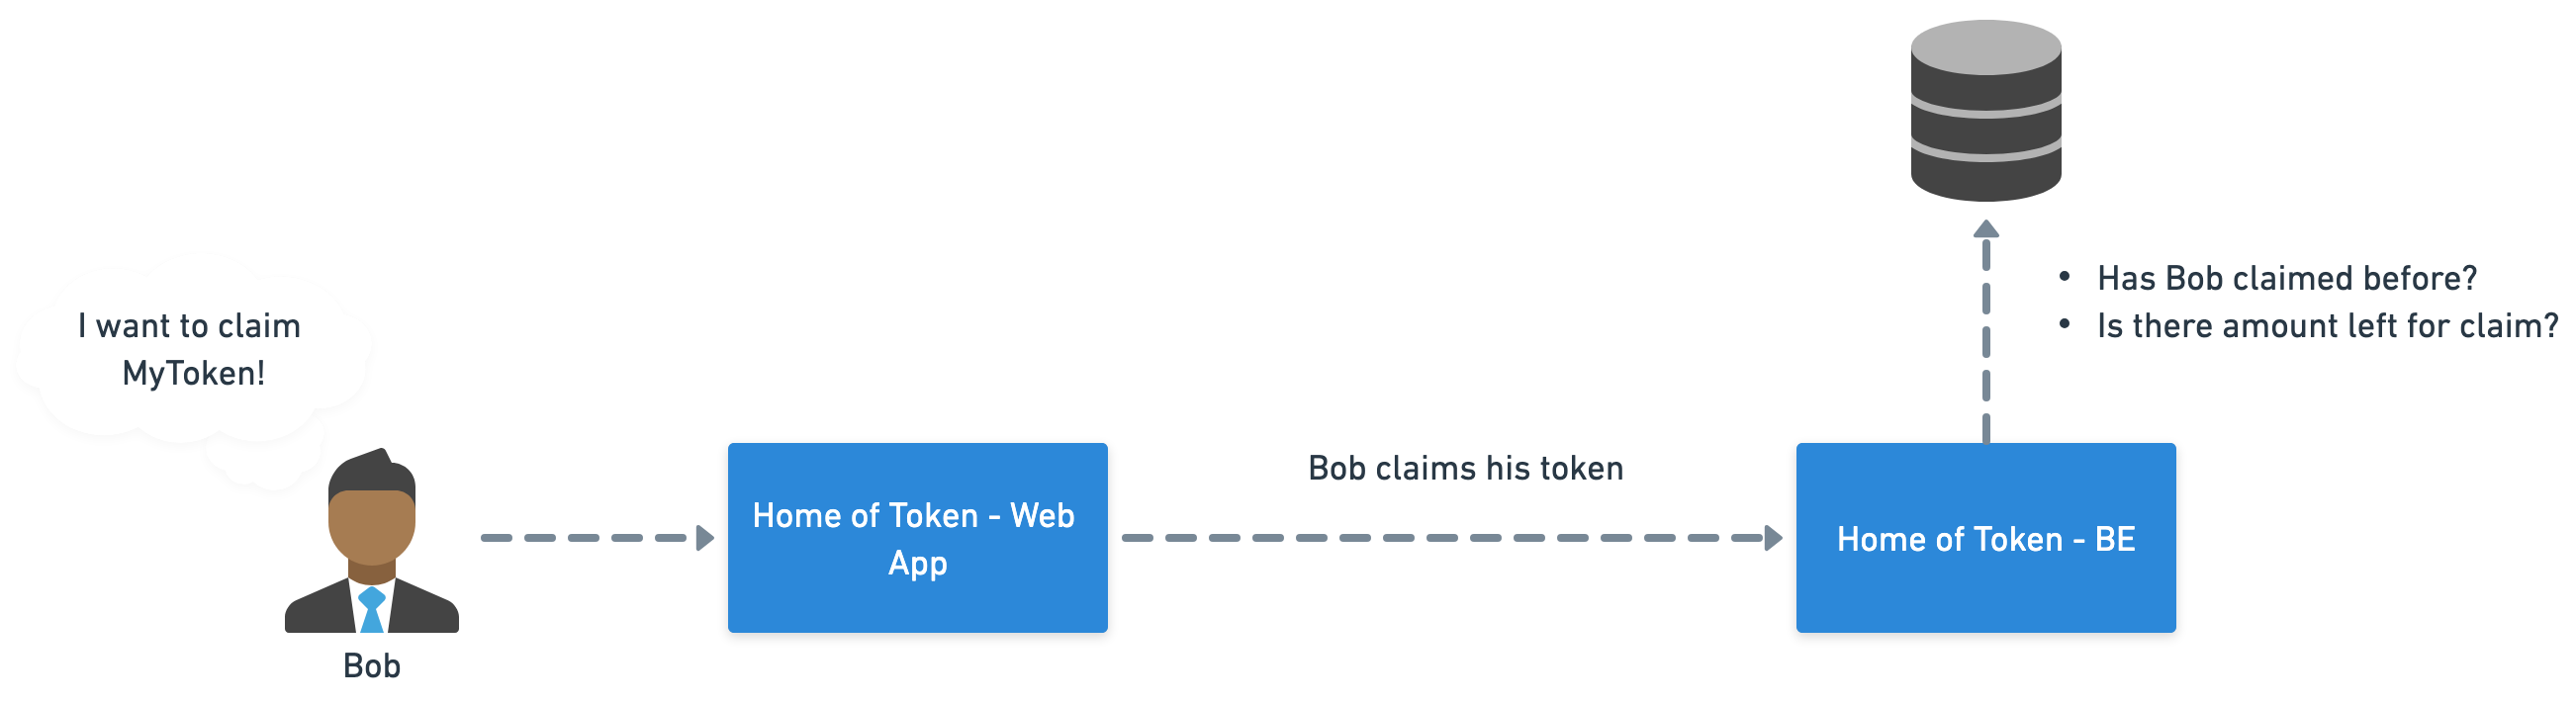 I want to claim
MyToken!
Bob
Home of Token - Web
App
Bob claims his token
Home of Token - BE
• Has Bob claimed before?
• Is there amount left for claim?